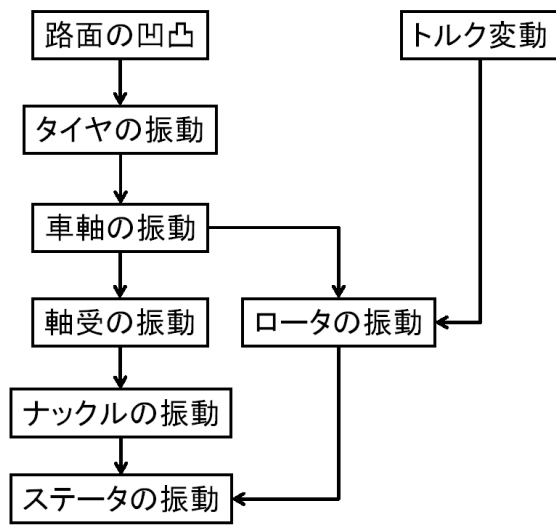 路面の凹凸
トルク変動
タイヤの振動
車軸の振動
軸受の振動
ロータの振動
ナックルの振動
ステータの振動